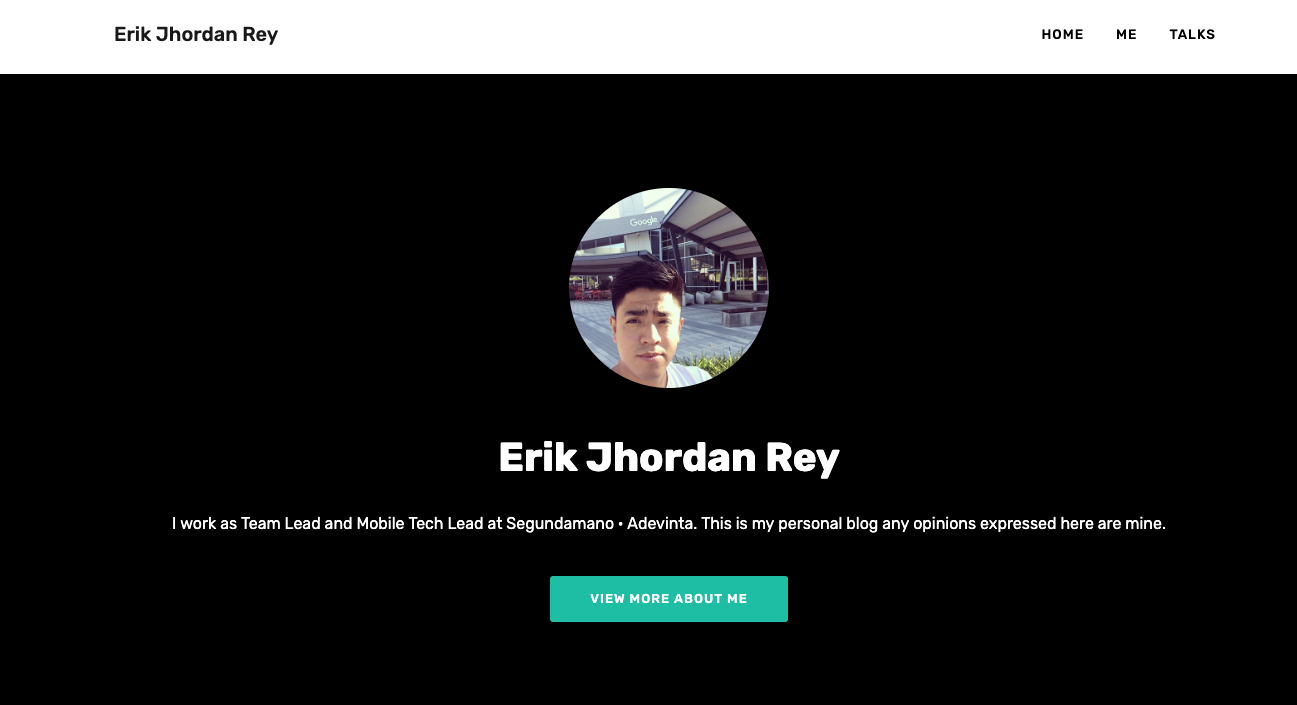 Erik Jhordan Rey
HOME ME TALKS
Google
Erik Jhordan Rey
I work as Team Lead and Mobile Tech Lead at Segundamano • Adevinta. This is my personal blog any opinions expressed here are mine.
VIEW MORE ABOUT ME